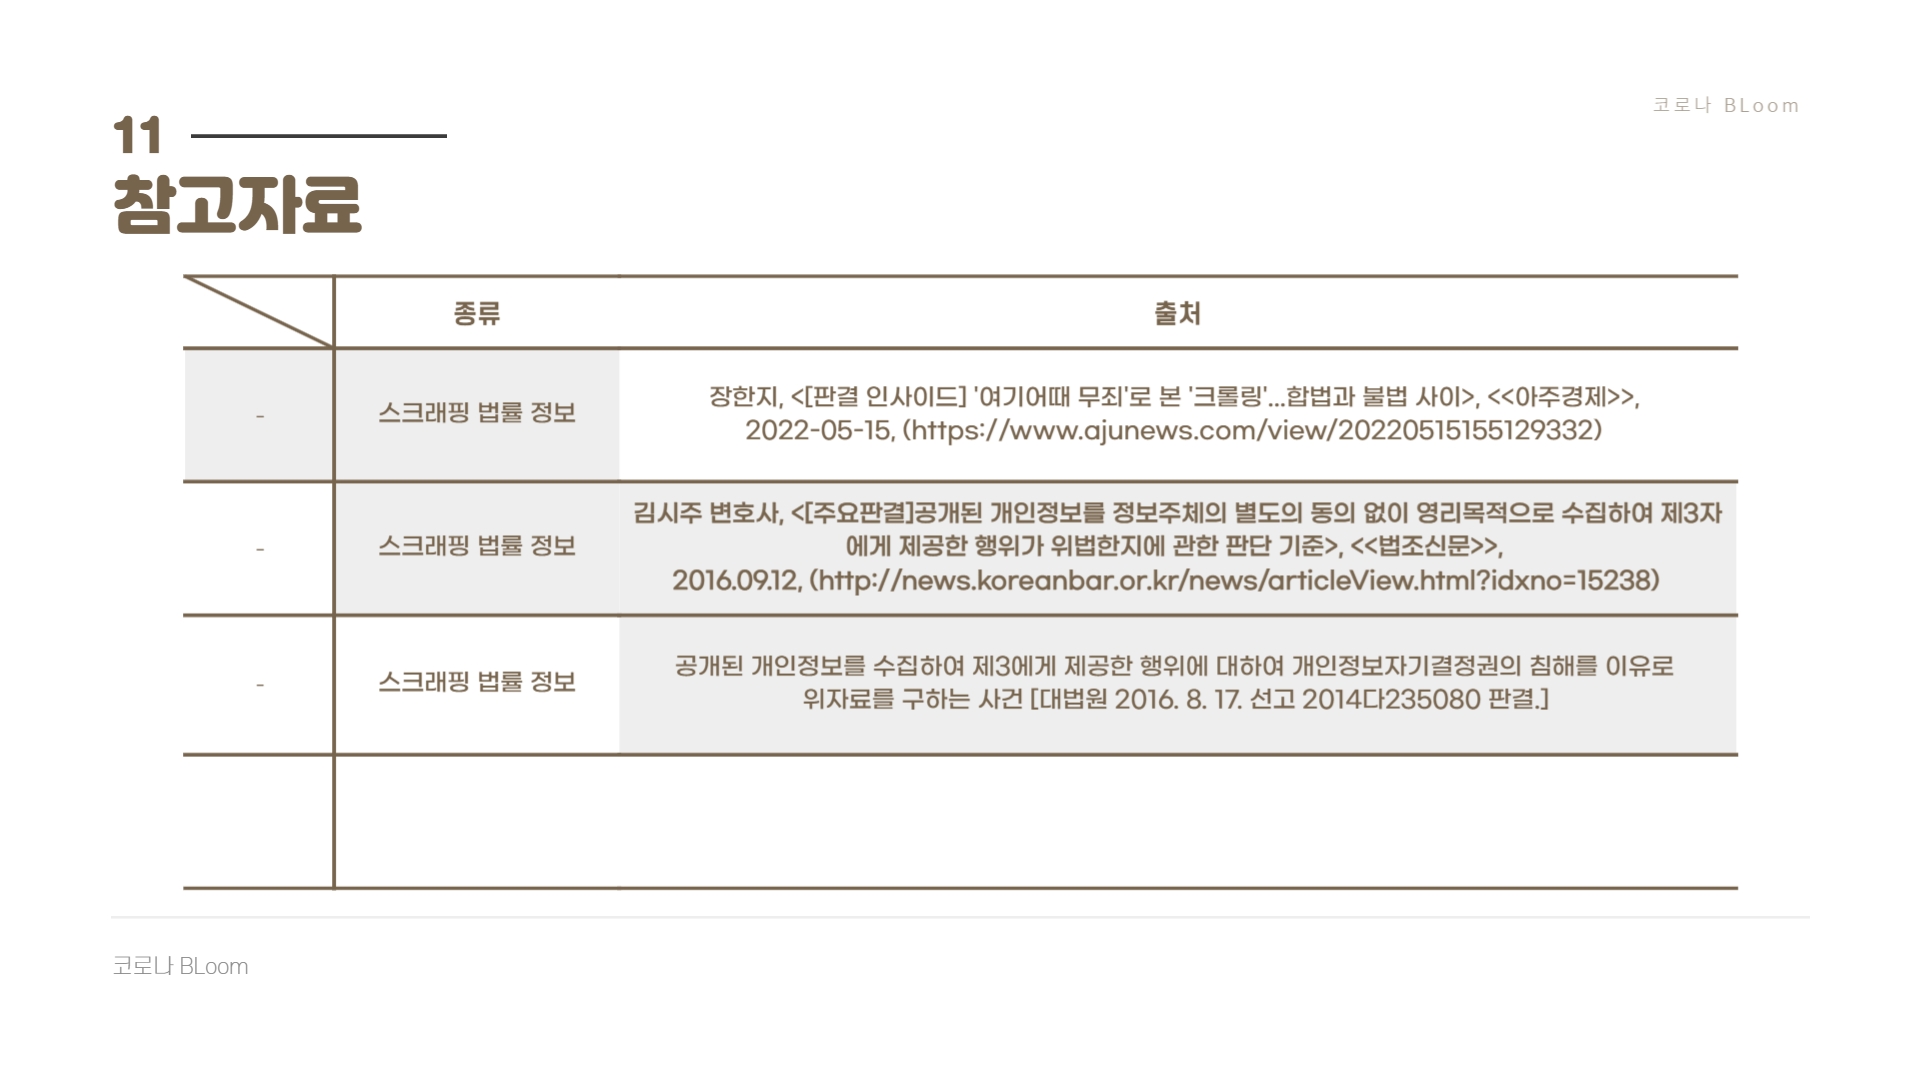 코로나 BLoom
11
참고자료
종류 출처
- 스크래핑 법률 정보
장한지, <[판결 인사이드] '여기어때 무죄'로 본 '크롤링'...합법과 불법 사이>, <<아주경제>>,
2022-05-15, (https://www.ajunews.com/view/20220515155129332)
- 스크래핑 법률 정보
김시주 변호사, <[주요판결]공개된 개인정보를 정보주체의 별도의 동의 없이 영리목적으로 수집하여 제3자
에게 제공한 행위가 위법한지에 관한 판단 기준>, <<법조신문>>,
2016.09.12, (http://news.koreanbar.or.kr/news/articleView.html?idxno=15238)
- 스크래핑 법률 정보
공개된 개인정보를 수집하여 제3에게 제공한 행위에 대하여 개인정보자기결정권의 침해를 이유로
위자료를 구하는 사건 [대법원 2016. 8. 17. 선고 2014다235080 판결.]
코로나 BLoom